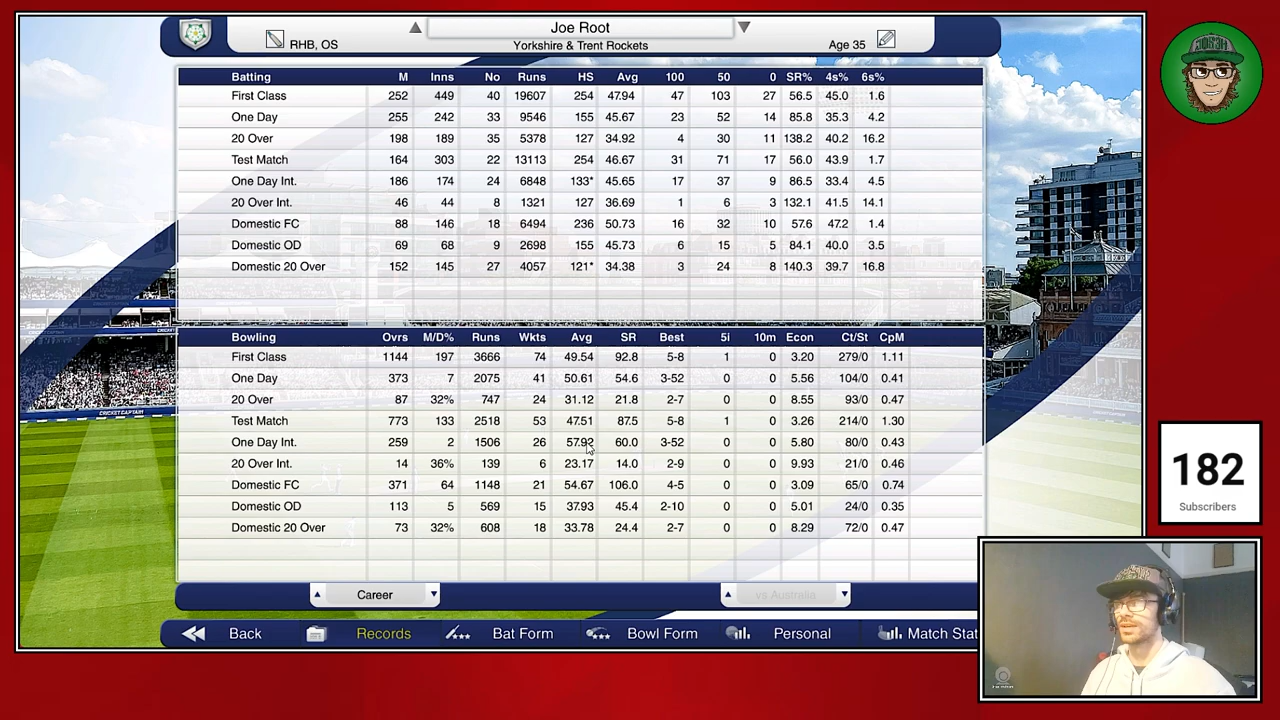 Joe Root
RHB, OS
Yorkshire & Trent Rockets
Age 35
Batting M Inns No Runs HS Avg 100 50 0 SR% 4s% 6s%
First Class 252 449 40 19607 254 47.94 47 103 27 56.5 45.0 1.6
One Day 255 242 33 9546 155 45.67 23 52 14 85.8 35.3 4.2
20 Over 198 189 35 5378 127 34.92 4 30 11 138.2 40.2 16.2
Test Match 164 303 22 13113 254 46.67 31 71 17 56.0 43.9 1.7
One Day Int. 186 74 24 6848 133* 45.65 17 37 9 86.5 33.4 4.5
20 Over Int. 46 44 8 1321 127 36.69 1 6 3 132.1 41.5 14.1
Domestic FC 88 146 18 6494 236 50.73 16 32 10 57.6 47.2 1.4
Domestic OD 69 68 9 2698 155 45.73 6 15 5 84.1 40.0 3.5
Domestic 20 Over 152 145 27 4057 121* 34.38 3 24 8 140.3 39.7 16.8
Bowling Ovrs M/D% Runs Wkts Avg SR Best 5i 10m Econ Ct/St CpM
First Class 1144 197 3666 74 49.54 92.8 5-8 1 0 3.20 279/0 1.11
One Day 373 7 2075 41 50.61 54.6 3-52 0 0 5.56 104/0 0.41
20 Over 87 32% 747 24 31.12 21.8 2-7 0 0 8.55 93/0 0.47
Test Match 773 133 2518 53 47.51 87.5 5-8 1 0 3.26 214/0 1.30
One Day Int. 259 2 1506 26 57.92 60.0 3-52 0 0 5.80 80/0 0.43
20 Over Int. 14 36% 139 6 23.17 14.0 2-9 0 0 9.93 21/0 0.46
Domestic FC 371 64 1148 21 54.67 106.0 4-5 0 0 3.09 65/0 0.74
Domestic OD 113 5 569 15 37.93 45.4 2-10 0 0 5.01 24/0 0.35
Domestic 20 Over 73 32% 608 18 33.78 24.4 2-7 0 0 8.29 72/0 0.47
CRICKET CAPTAIN
Career
vs Australia
Back Records Bat Form Bowl Form Personal Match Stat
182
Subscribers